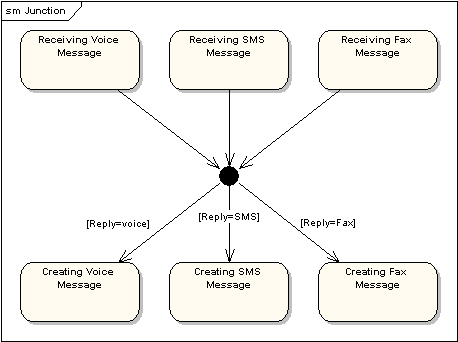 sm Junction
Receiving Voice
Message
Receiving SMS
Message
Receiving Fax
Message
[Reply=voice]
[Reply=SMS]
[Reply=Fax]
Creating Voice
Message
Creating SMS
Message
Creating Fax
Message